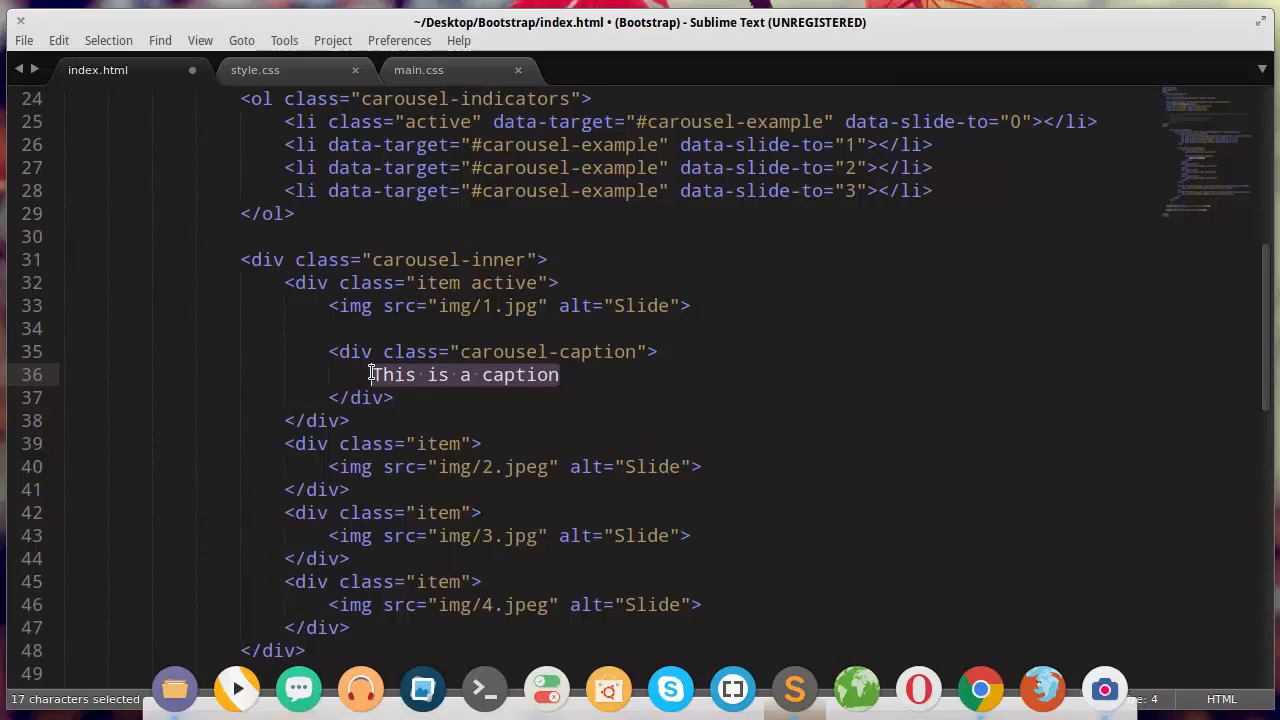 ~/Desktop/Bootstrap/index.html • (Bootstrap) - Sublime Text (UNREGISTERED)
File Edit Selection Find View Goto Tools Project Preferences Help
index.html style.css main.css
24 <ol class="carousel-indicators">
25 <li class="active" data-target="#carousel-example" data-slide-to="0"></li>
26 <li data-target="#carousel-example" data-slide-to="1"></li>
27 <li data-target="#carousel-example" data-slide-to="2"></li>
28 <li data-target="#carousel-example" data-slide-to="3"></li>
29 </ol>
30
31 <div class="carousel-inner">
32 <div class="item active">
33 <img src="img/1.jpg" alt="Slide">
34
35 <div class="carousel-caption">
36 This is a caption
37 </div>
38 </div>
39 <div class="item">
40 <img src="img/2.jpeg" alt="Slide">
41 </div>
42 <div class="item">
43 <img src="img/3.jpg" alt="Slide">
44 </div>
45 <div class="item">
46 <img src="img/4.jpeg" alt="Slide">
47 </div>
48 </div>
49
17 characters selected : 4 HTML